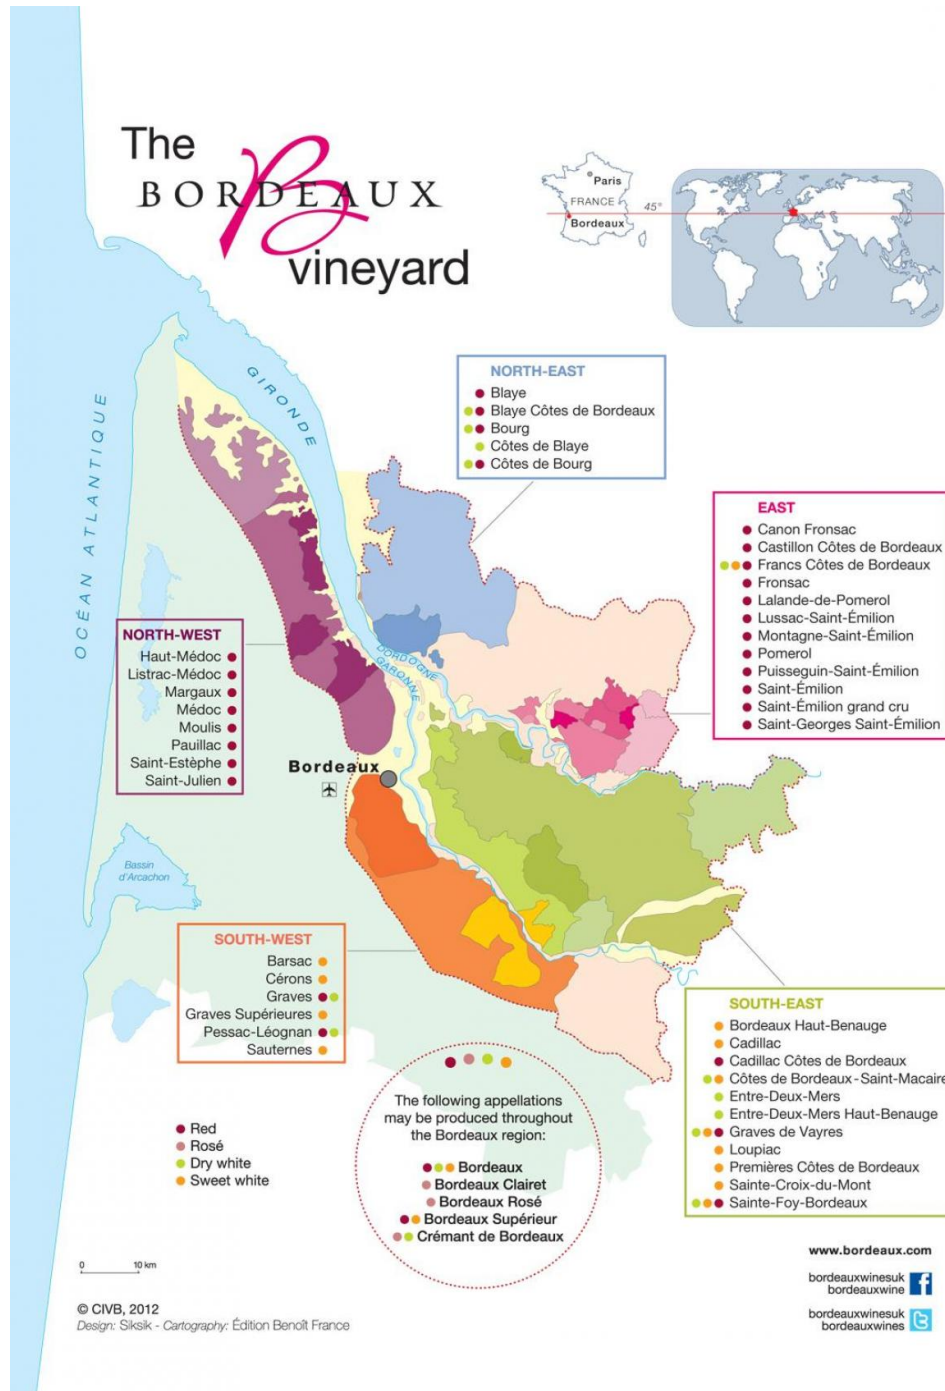 The
BORDEAUX
vineyard
Paris
FRANCE
Bordeaux
45°
OCÉAN ATLANTIQUE
GIRONDE
DORDOGNE
GARONNE
Bordeaux
Bassin
d'Arcachon
NORTH-EAST
Blaye
Blaye Côtes de Bordeaux
Bourg
Côtes de Blaye
Côtes de Bourg
EAST
Canon Fronsac
Castillon Côtes de Bordeaux
Francs Côtes de Bordeaux
Fronsac
Lalande-de-Pomerol
Lussac-Saint-Émilion
Montagne-Saint-Émilion
Pomerol
Puisseguin-Saint-Émilion
Saint-Émilion
Saint-Émilion grand cru
Saint-Georges Saint-Émilion
NORTH-WEST
Haut-Médoc
Listrac-Médoc
Margaux
Médoc
Moulis
Pauillac
Saint-Estèphe
Saint-Julien
SOUTH-WEST
Barsac
Cérons
Graves
Graves Supérieures
Pessac-Léognan
Sauternes
SOUTH-EAST
Bordeaux Haut-Benauge
Cadillac
Cadillac Côtes de Bordeaux
Côtes de Bordeaux-Saint-Macaire
Entre-Deux-Mers
Entre-Deux-Mers Haut-Benauge
Graves de Vayres
Loupiac
Premières Côtes de Bordeaux
Sainte-Croix-du-Mont
Sainte-Foy-Bordeaux
Red
Rosé
Dry white
Sweet white
The following appellations
may be produced throughout
the Bordeaux region:
Bordeaux
Bordeaux Clairet
Bordeaux Rosé
Bordeaux Supérieur
Crémant de Bordeaux
0 10 km
© CIVB, 2012
Design: Siksik - Cartography: Édition Benoît France
www.bordeaux.com
bordeauxwinesuk
bordeauxwine
bordeauxwinesuk
bordeauxwines